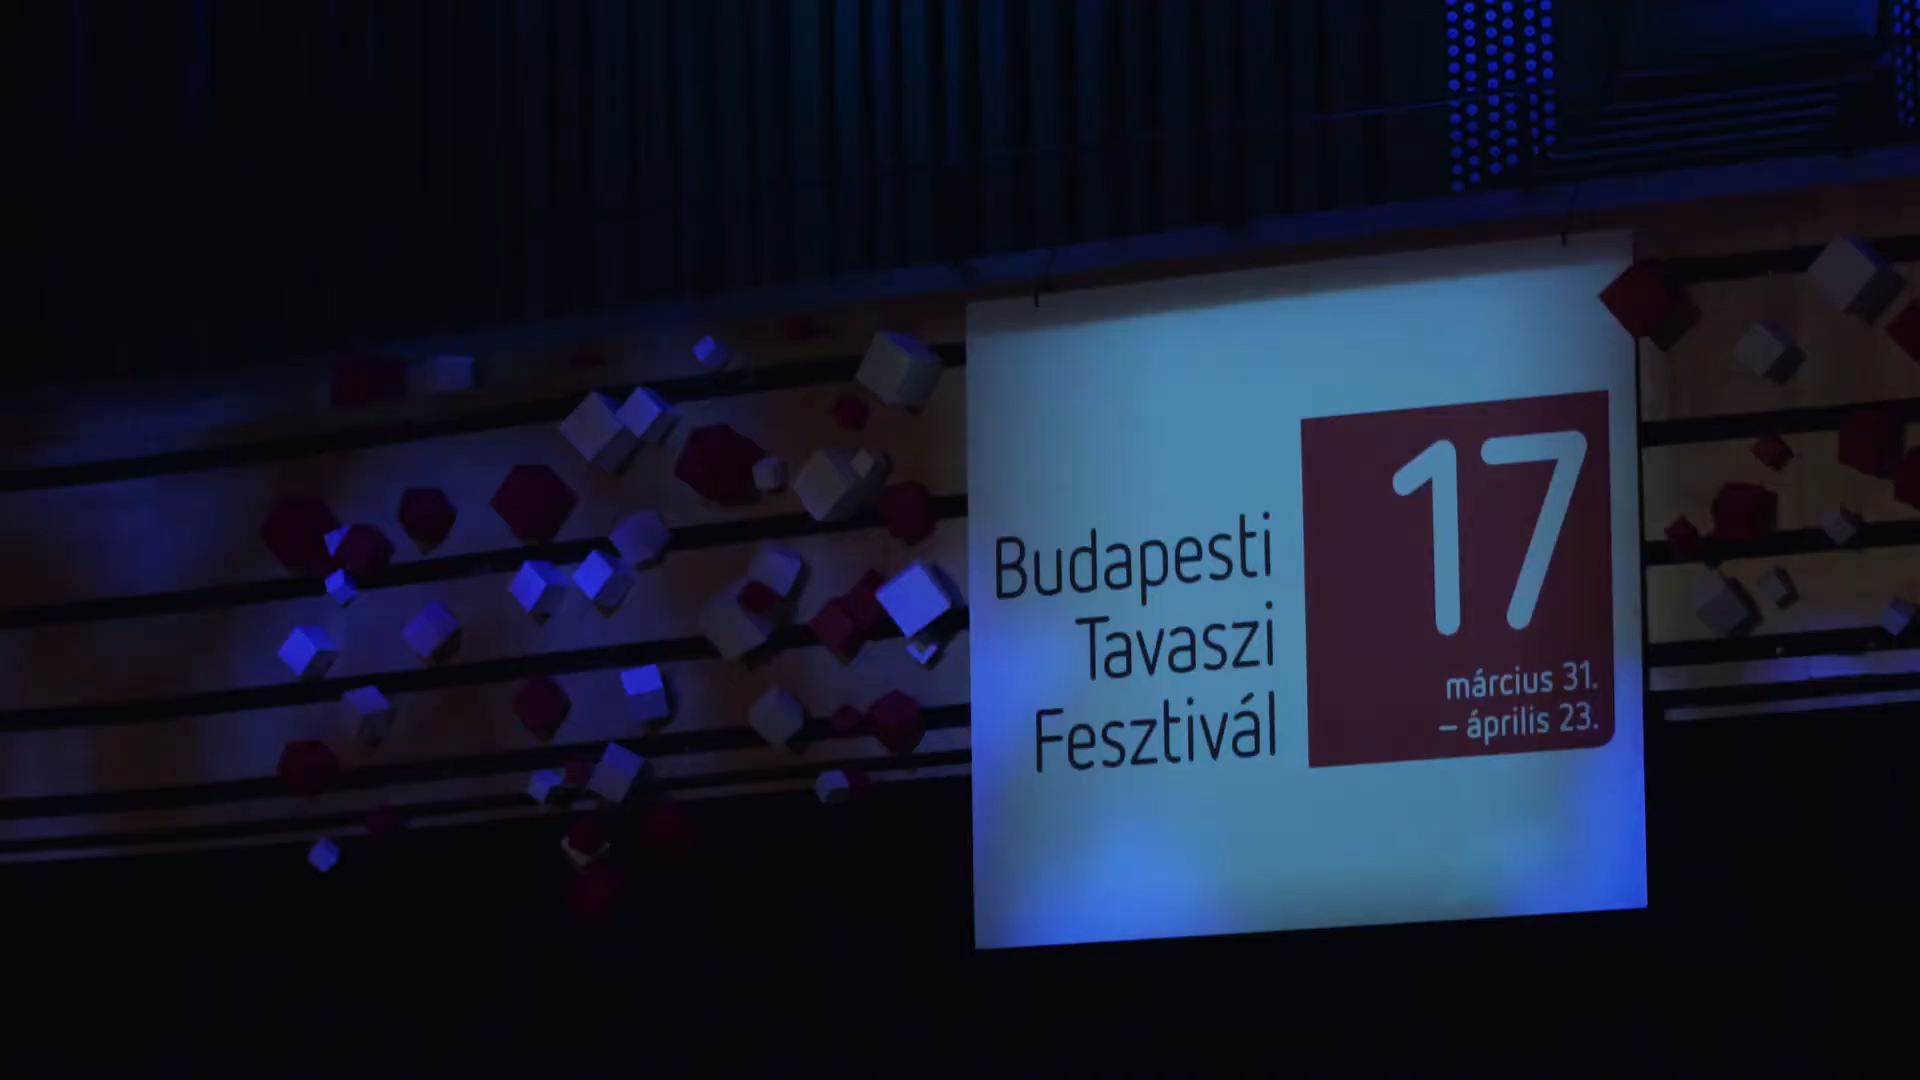 Budapesti
Tavaszi
Fesztivál
17
március 31.
– április 23.